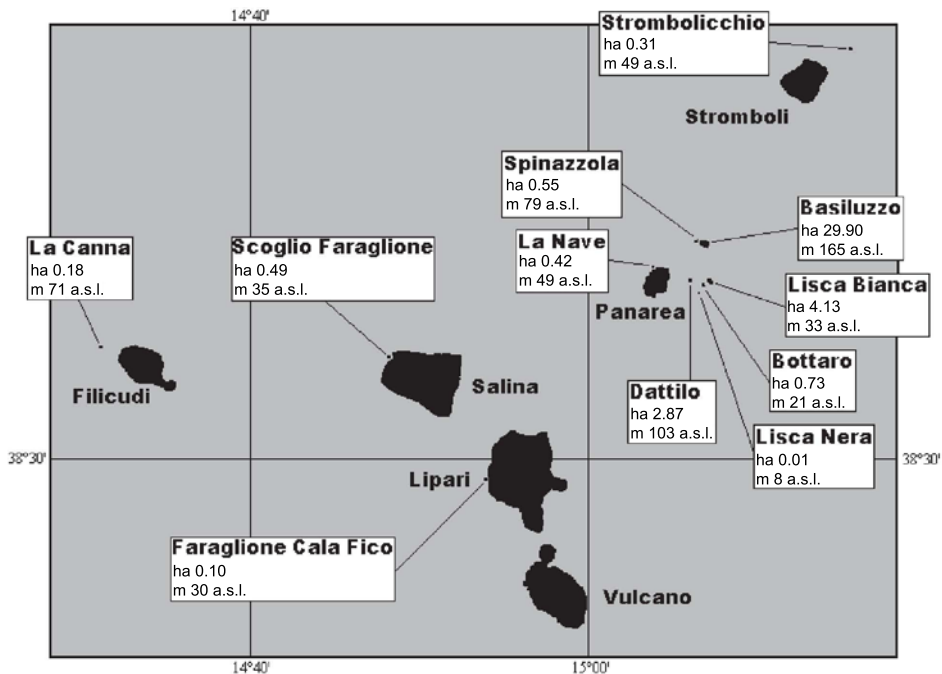 14°40'
Strombolicchio
ha 0.31
m 49 a.s.l.
Stromboli
Spinazzola
ha 0.55
m 79 a.s.l.
Basiluzzo
ha 29.90
m 165 a.s.l.
La Canna
ha 0.18
m 71 a.s.l.
Scoglio Faraglione
ha 0.49
m 35 a.s.l.
La Nave
ha 0.42
m 49 a.s.l.
Lisca Bianca
ha 4.13
m 33 a.s.l.
Panarea
Bottaro
ha 0.73
m 21 a.s.l.
Filicudi
Salina
Dattilo
ha 2.87
m 103 a.s.l.
Lisca Nera
ha 0.01
m 8 a.s.l.
38°30'
38°30'
Lipari
Faraglione Cala Fico
ha 0.10
m 30 a.s.l.
Vulcano
14°40'
15°00'